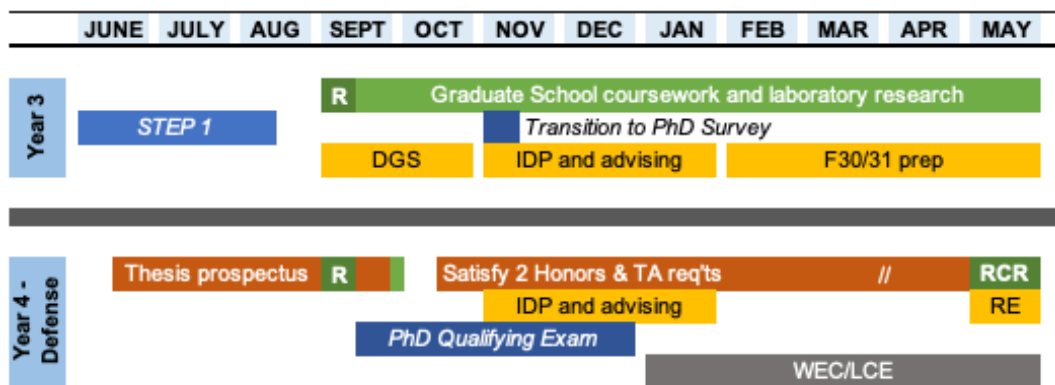 JUNE JULY AUG SEPT OCT NOV DEC JAN FEB MAR APR MAY
Year 3
R Graduate School coursework and laboratory research
STEP 1 Transition to PhD Survey
DGS IDP and advising F30/31 prep
Year 4 -
Defense
Thesis prospectus R Satisfy 2 Honors & TA req'ts // RCR
IDP and advising RE
PhD Qualifying Exam
WEC/LCE